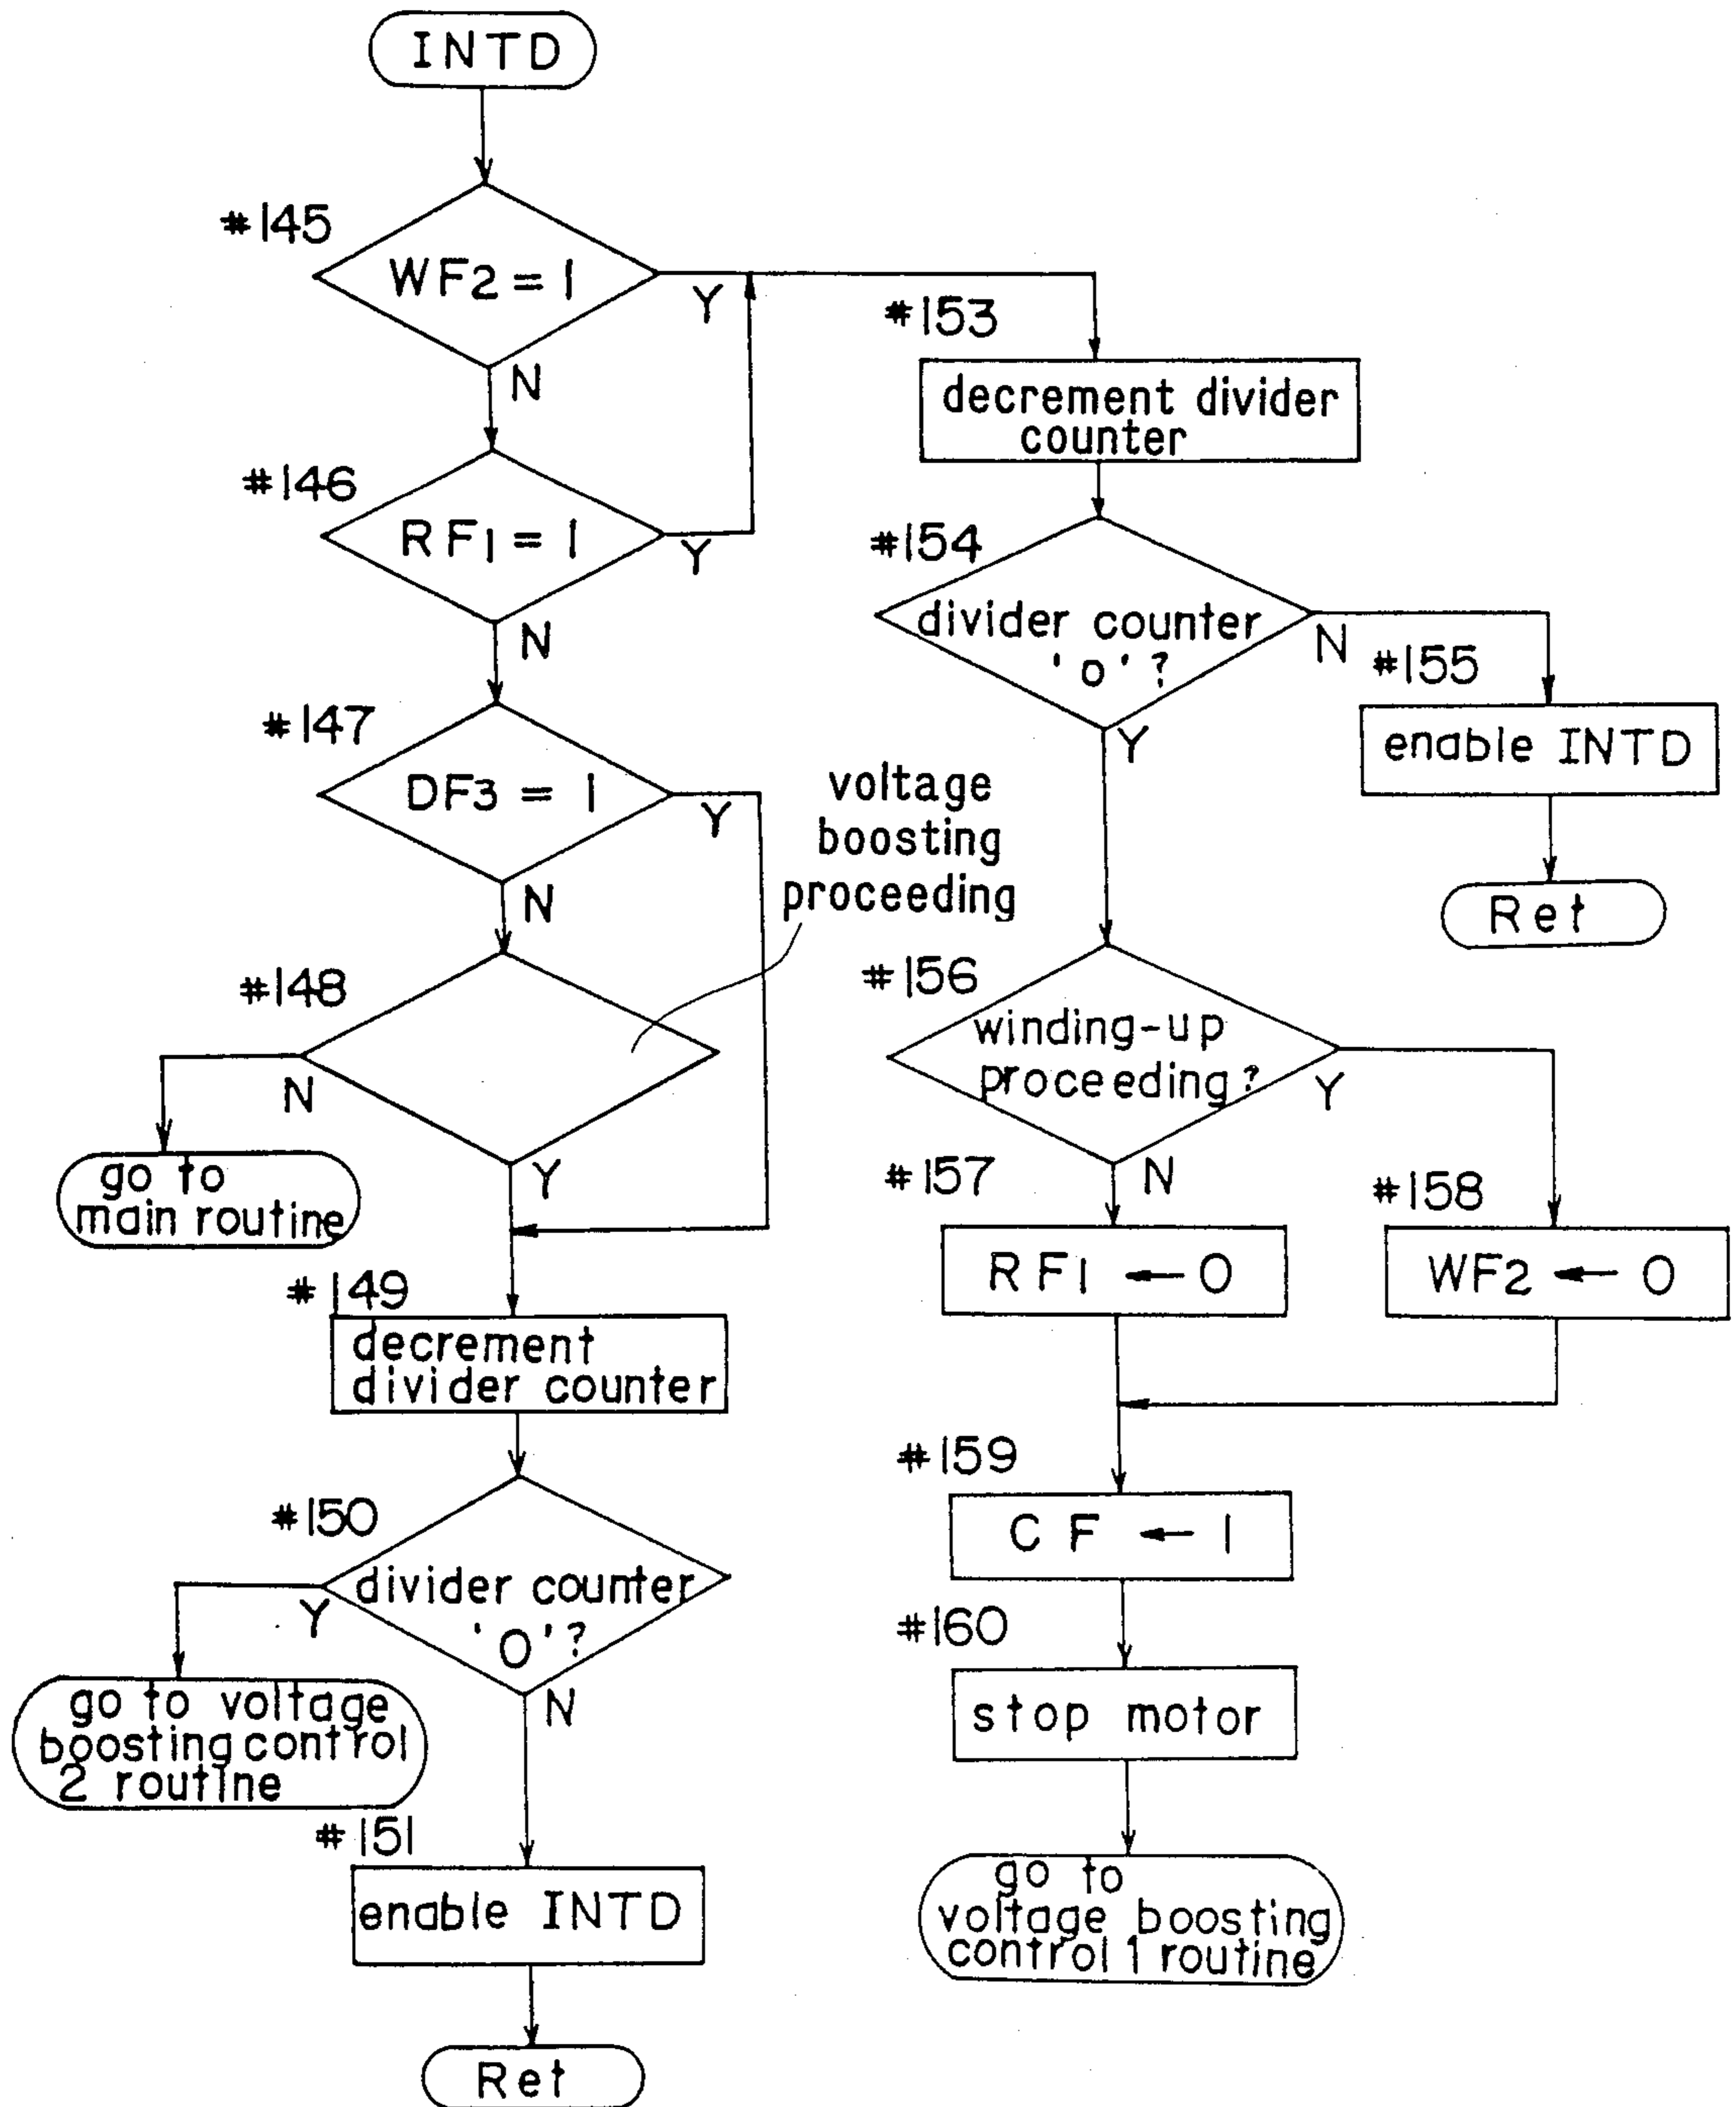 INTD
#145
WF2 = 1
Y
N
#146
RF1 = 1
Y
N
#147
DF3 = 1
Y
N
voltage
boosting
proceeding
#148
N
Y
go to
main routine
#149
decrement
divider counter
#150
divider counter
'0'?
Y
N
go to voltage
boosting control
2 routine
#151
enable INTD
Ret
#153
decrement divider
counter
#154
divider counter
'0'?
N
Y
#155
enable INTD
Ret
#156
winding-up
proceeding?
Y
N
#157
RF1 ← 0
#158
WF2 ← 0
#159
CF ← 1
#160
stop motor
go to
voltage boosting
control 1 routine